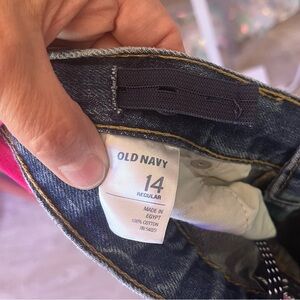 OLD NAVY
14
REGULAR
MADE IN
EGYPT
100% COTTON